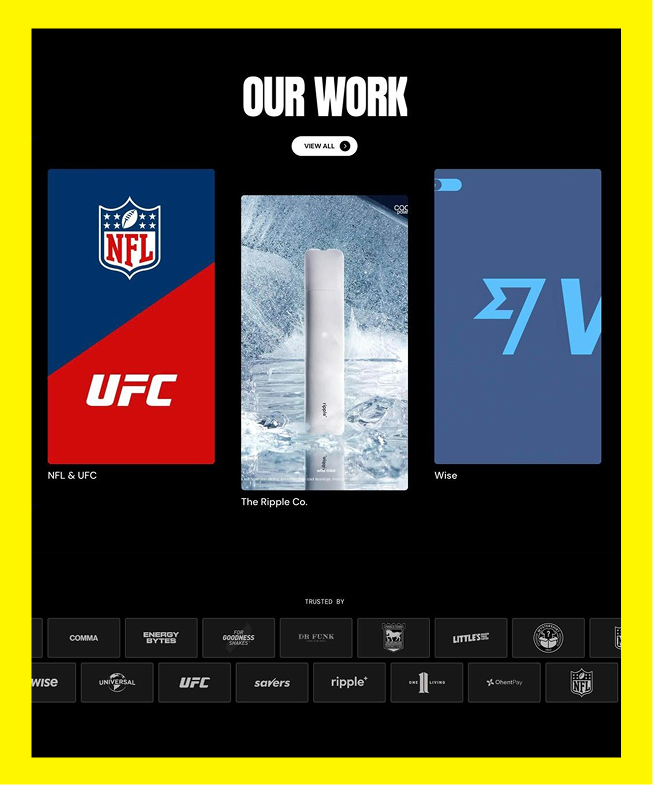 OUR WORK
VIEW ALL
NFL
UFC
NFL & UFC
ripple+
The Ripple Co.
Wise
TRUSTED BY
COMMA
ENERGY
BYTES
FOR
GOODNESS
SHAKES
DB FUNK
LITTLE'S
WISE
UNIVERSAL
UFC
savers
ripple+
ONE LIVING
OhentPay
NFL